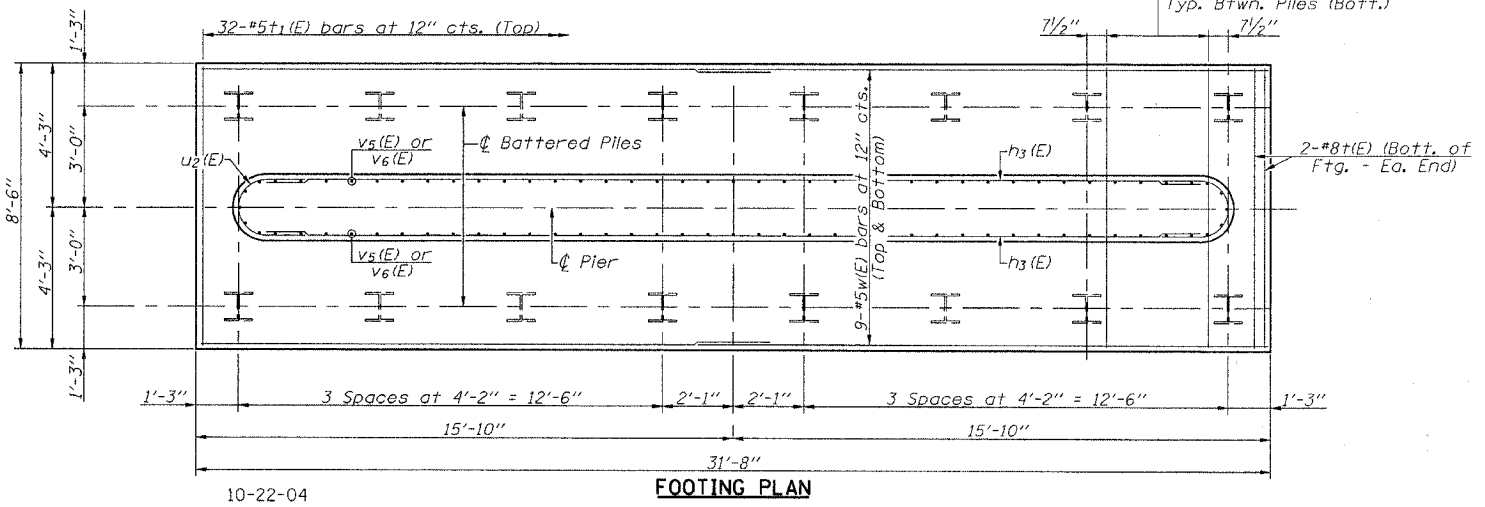 Typ. Btwn. Piles (Bott.)
32-#5t1(E) bars at 12" cts. (Top)
7½"
7½"
1'-3"
4'-3"
3'-0"
8'-6"
3'-0"
4'-3"
1'-3"
u2(E)
v5(E) or
v6(E)
℄ Battered Piles
h3(E)
2-#8t(E) (Bott. of
Ftg. - Ea. End)
9-#5w(E) bars at 12" cts.
(Top & Bottom)
v5(E) or
v6(E)
℄ Pier
h3(E)
1'-3"
3 Spaces at 4'-2" = 12'-6"
2'-1"
2'-1"
3 Spaces at 4'-2" = 12'-6"
1'-3"
15'-10"
15'-10"
31'-8"
FOOTING PLAN
10-22-04